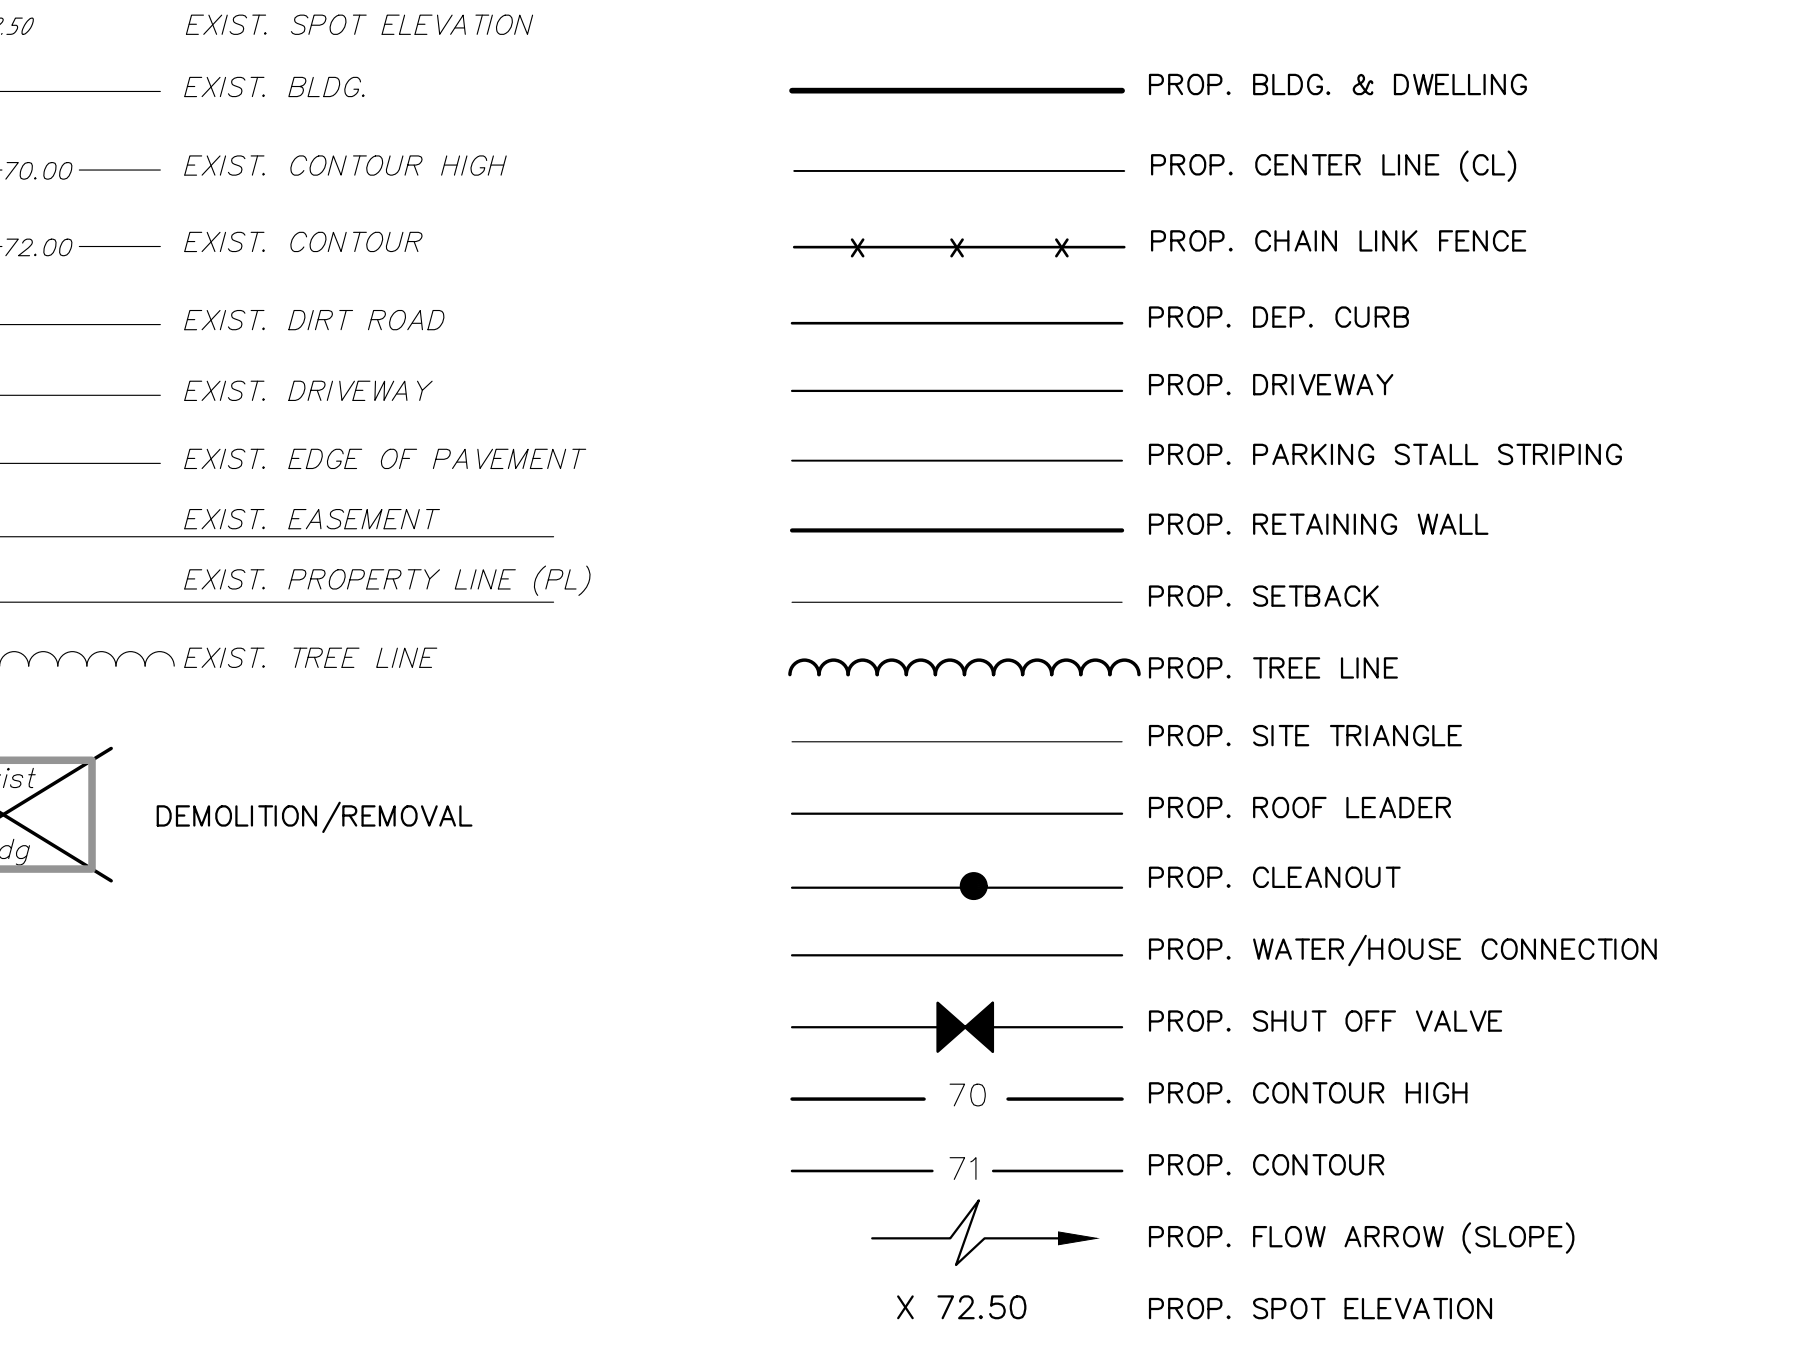 EXIST. SPOT ELEVATION
EXIST. BLDG.
70.00 EXIST. CONTOUR HIGH
72.00 EXIST. CONTOUR
EXIST. DIRT ROAD
EXIST. DRIVEWAY
EXIST. EDGE OF PAVEMENT
EXIST. EASEMENT
EXIST. PROPERTY LINE (PL)
EXIST. TREE LINE
DEMOLITION/REMOVAL
PROP. BLDG. & DWELLING
PROP. CENTER LINE (CL)
PROP. CHAIN LINK FENCE
PROP. DEP. CURB
PROP. DRIVEWAY
PROP. PARKING STALL STRIPING
PROP. RETAINING WALL
PROP. SETBACK
PROP. TREE LINE
PROP. SITE TRIANGLE
PROP. ROOF LEADER
PROP. CLEANOUT
PROP. WATER/HOUSE CONNECTION
PROP. SHUT OFF VALVE
70 PROP. CONTOUR HIGH
71 PROP. CONTOUR
PROP. FLOW ARROW (SLOPE)
X 72.50 PROP. SPOT ELEVATION